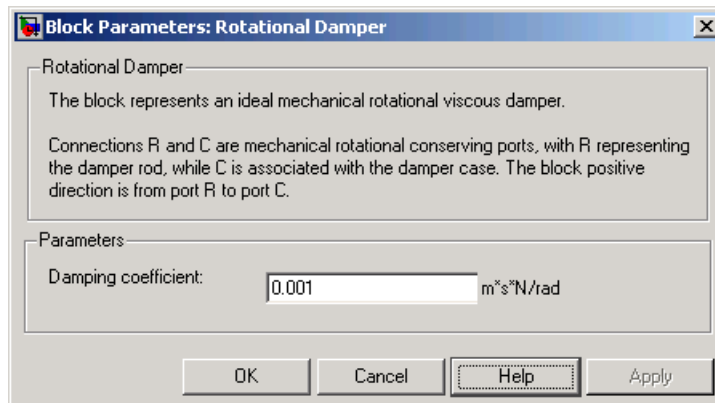 Block Parameters: Rotational Damper
Rotational Damper
The block represents an ideal mechanical rotational viscous damper.
Connections R and C are mechanical rotational conserving ports, with R representing
the damper rod, while C is associated with the damper case. The block positive
direction is from port R to port C.
Parameters
Damping coefficient: 0.001 m*s*N/rad
OK Cancel Help Apply